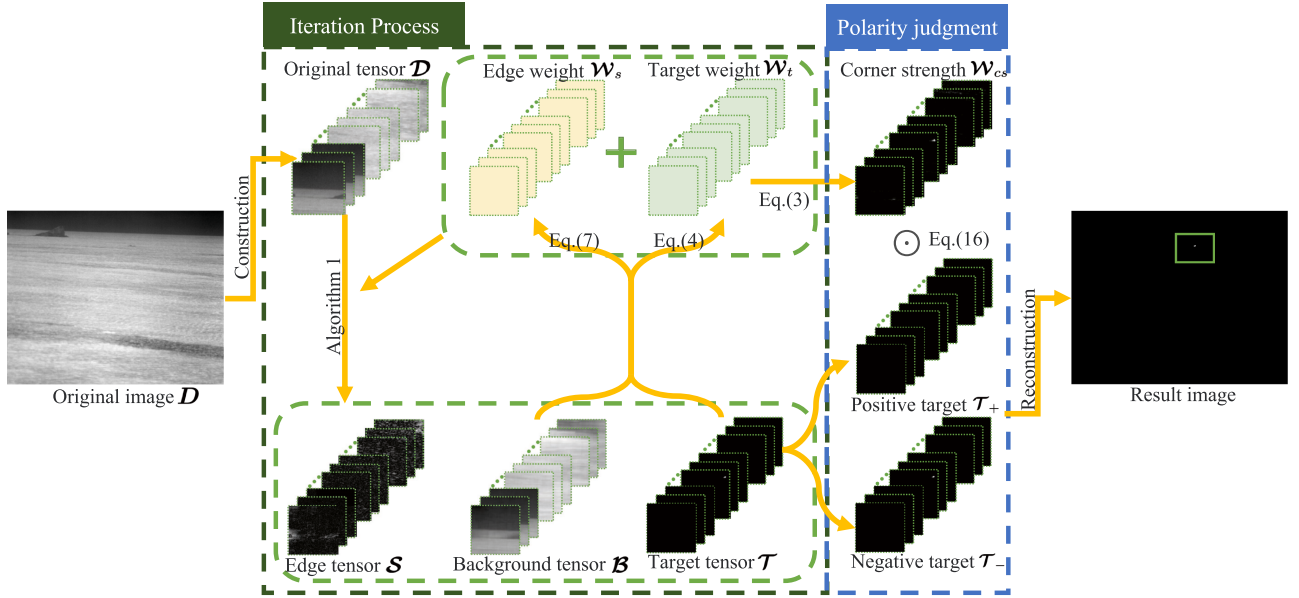 Iteration Process
Polarity judgment
Original tensor 𝓓
Edge weight 𝓦ₛ
Target weight 𝓦ₜ
Corner strength 𝓦cs
Construction
Eq.(3)
Eq.(7)
Eq.(4)
⊙ Eq.(16)
Algorithm 1
Original image 𝑫
Positive target 𝓣₊
Reconstruction
Result image
Edge tensor 𝓢
Background tensor 𝓑
Target tensor 𝓣
Negative target 𝓣₋